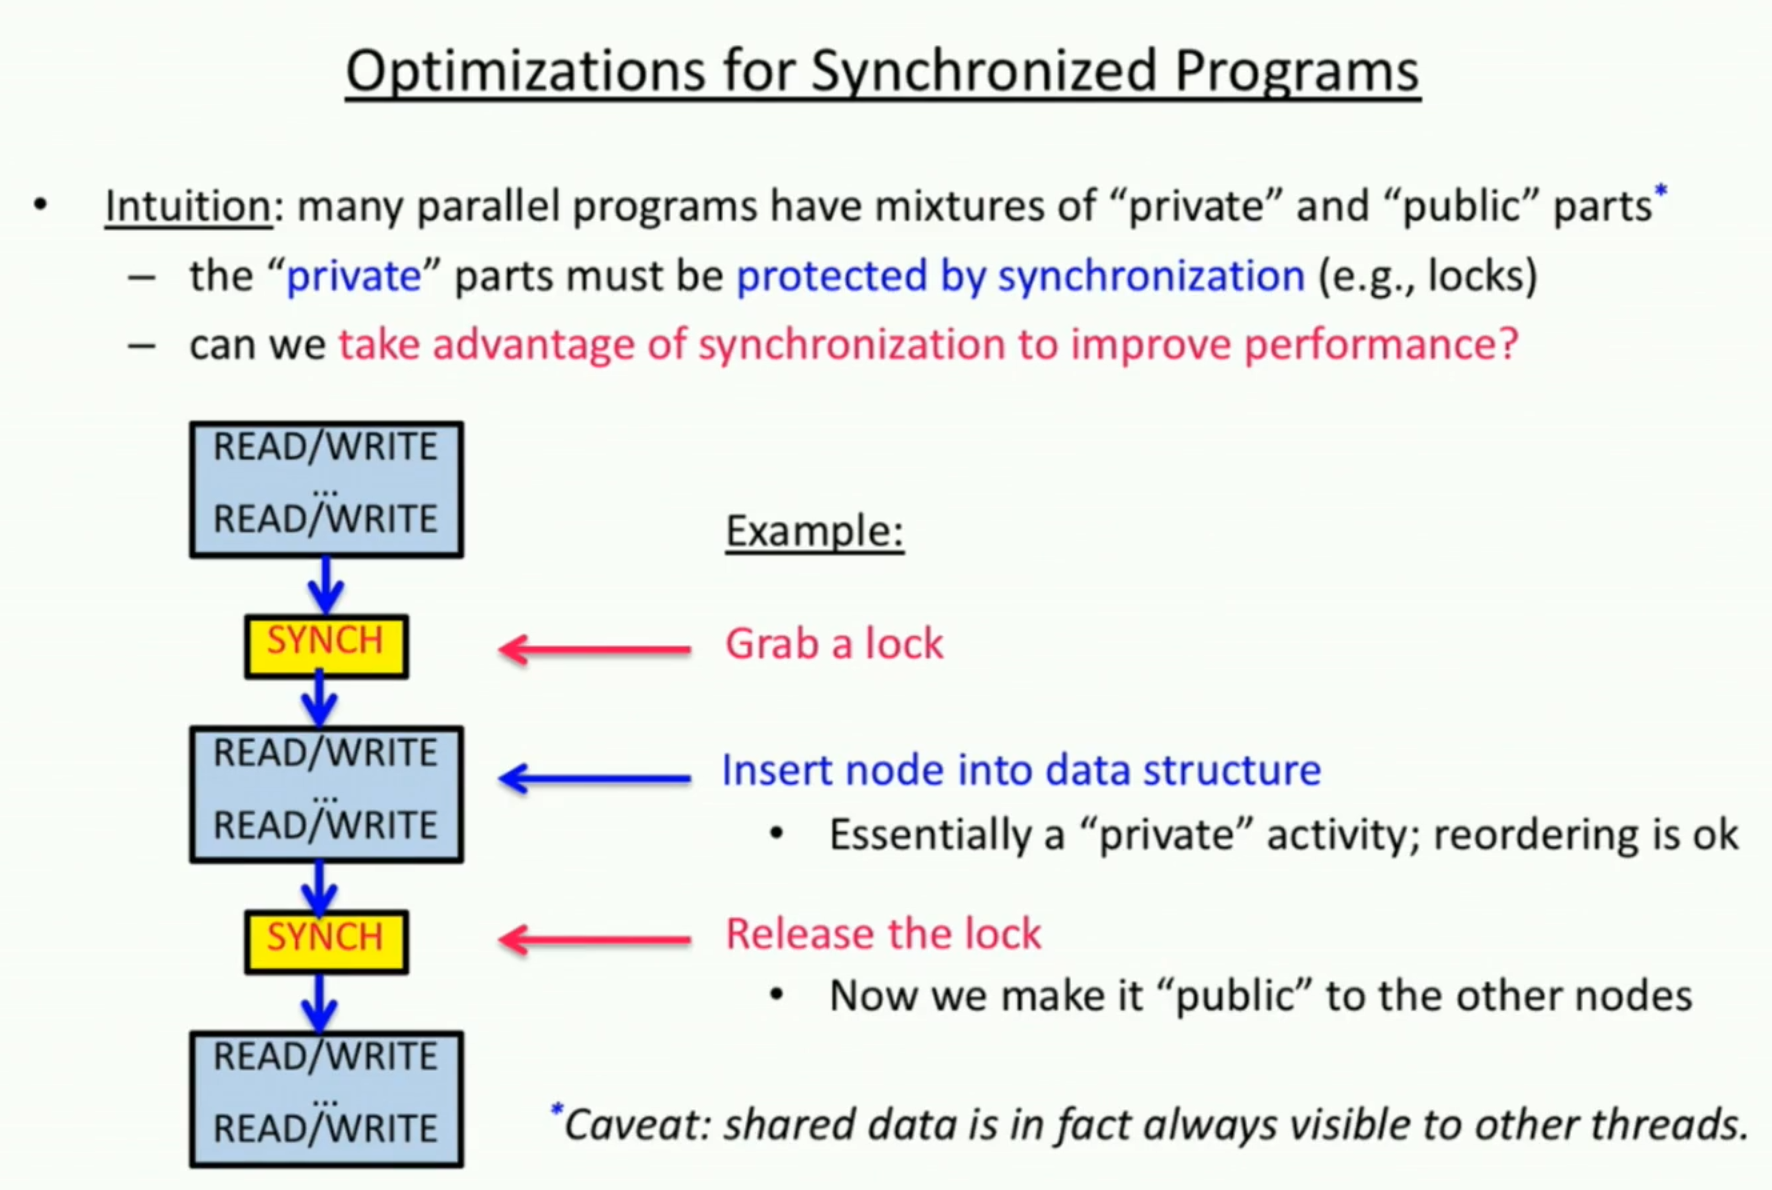 Optimizations for Synchronized Programs
• Intuition: many parallel programs have mixtures of “private” and “public” parts*
– the “private” parts must be protected by synchronization (e.g., locks)
– can we take advantage of synchronization to improve performance?
READ/WRITE
...
READ/WRITE
Example:
SYNCH
Grab a lock
READ/WRITE
...
READ/WRITE
Insert node into data structure
• Essentially a “private” activity; reordering is ok
SYNCH
Release the lock
• Now we make it “public” to the other nodes
READ/WRITE
...
READ/WRITE
*Caveat: shared data is in fact always visible to other threads.